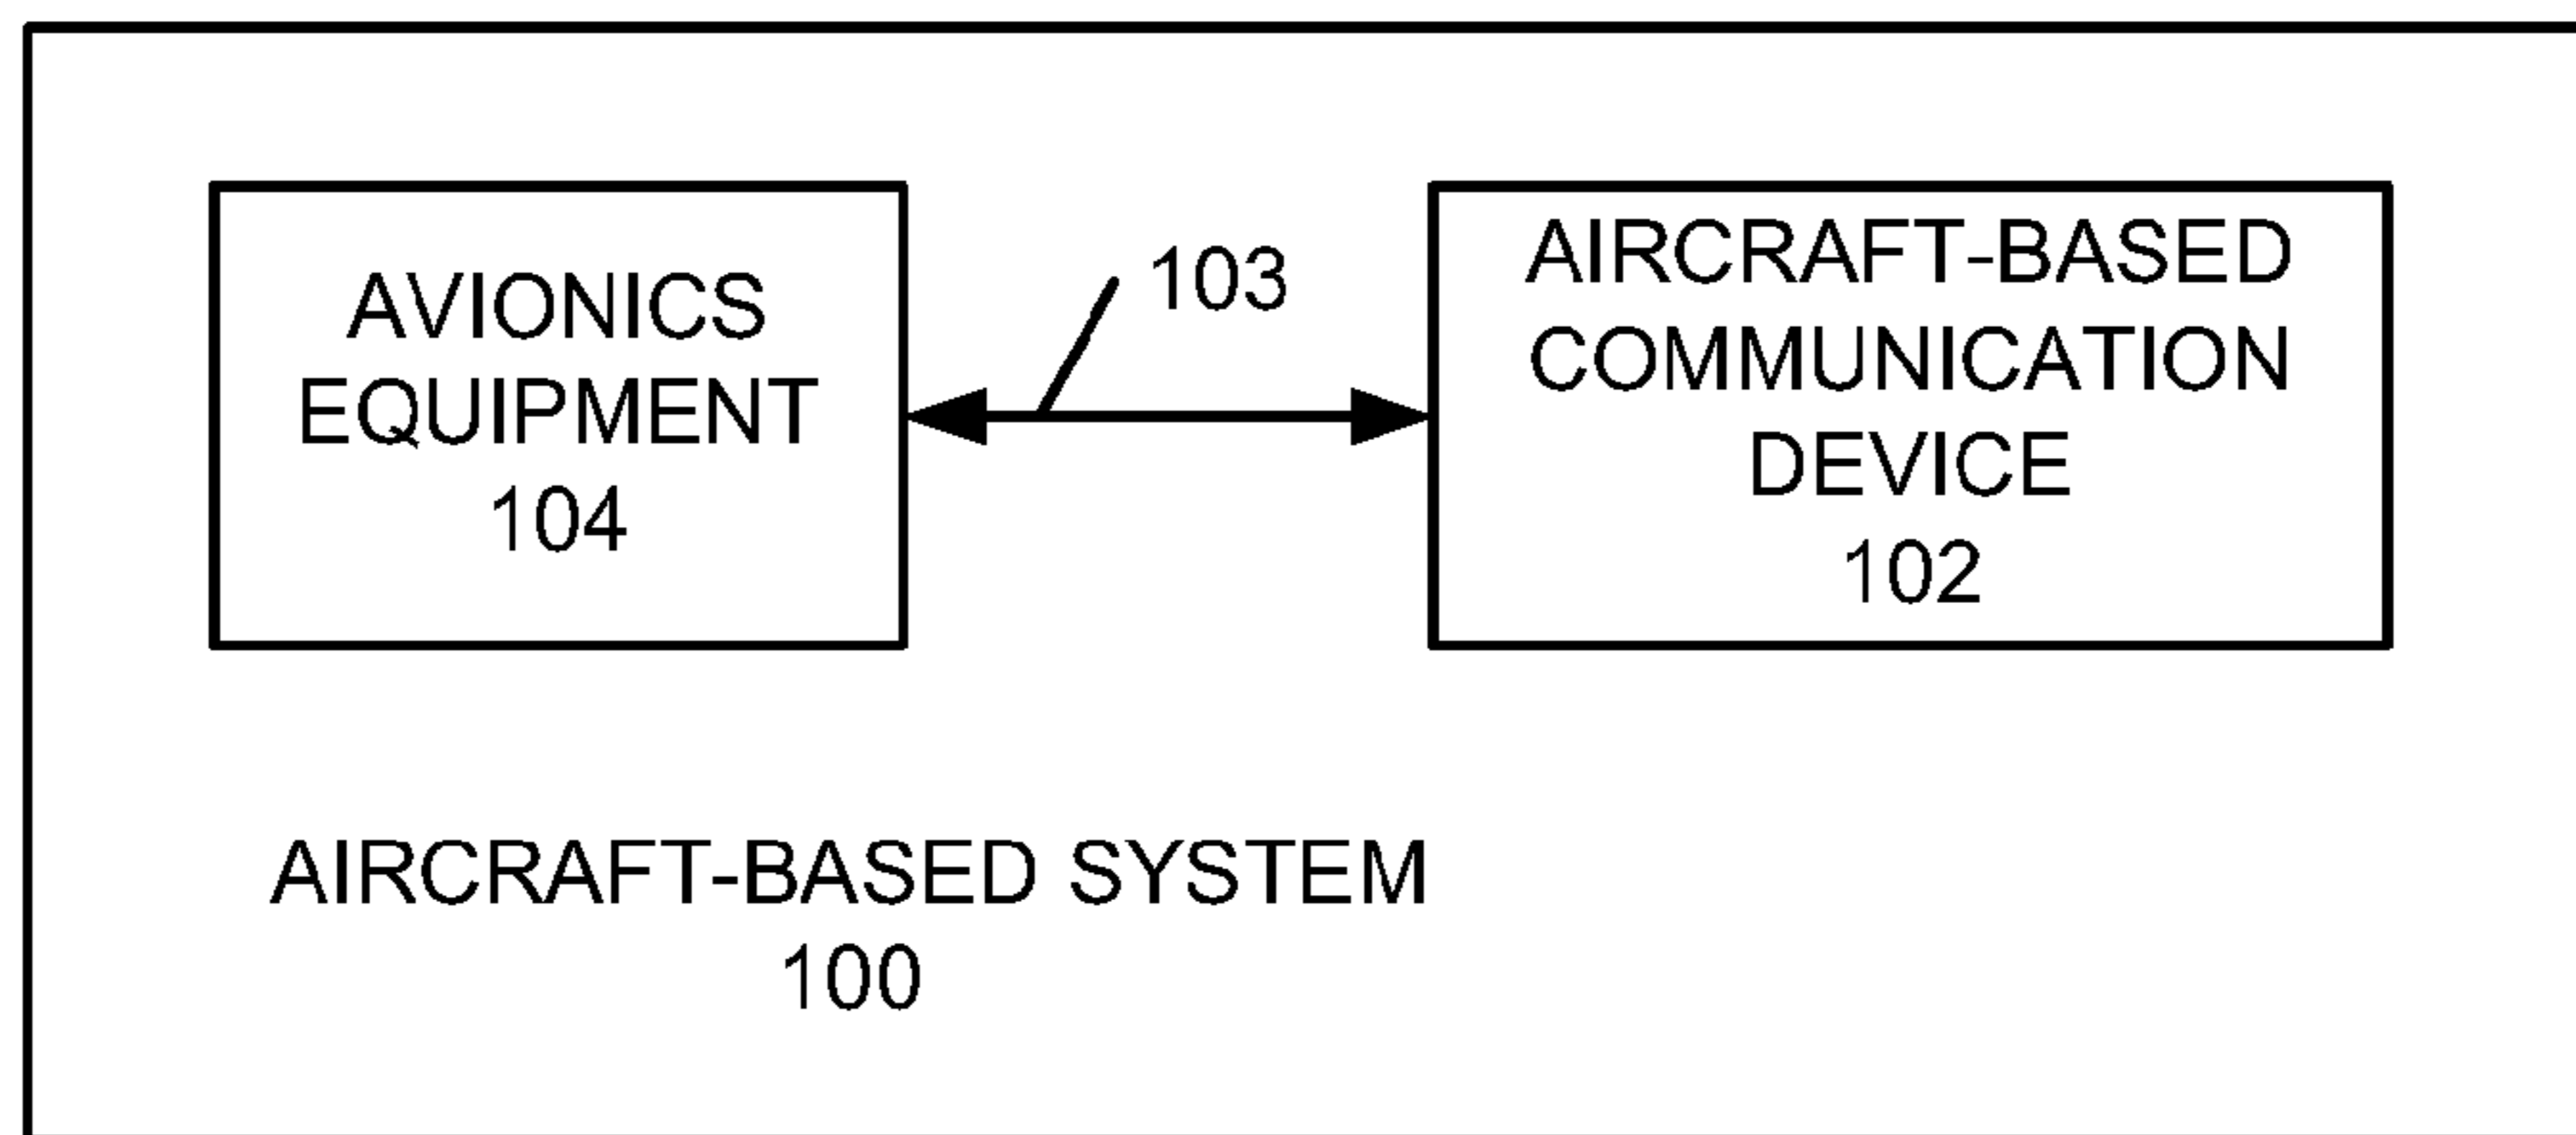 AVIONICS
EQUIPMENT
104
103
AIRCRAFT-BASED
COMMUNICATION
DEVICE
102
AIRCRAFT-BASED SYSTEM
100